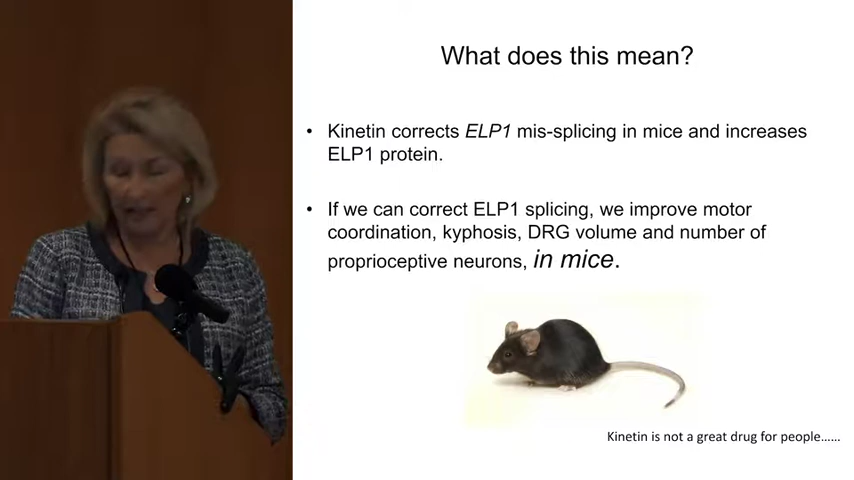 What does this mean?
• Kinetin corrects ELP1 mis-splicing in mice and increases
ELP1 protein.
• If we can correct ELP1 splicing, we improve motor
coordination, kyphosis, DRG volume and number of
proprioceptive neurons, in mice.
Kinetin is not a great drug for people......